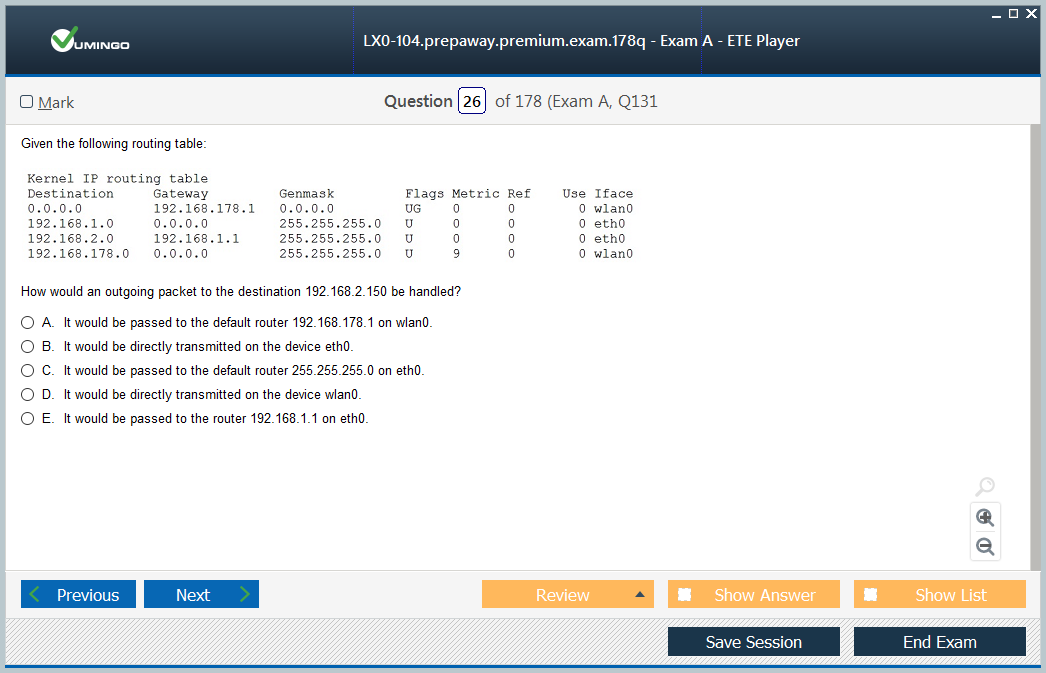 VUMINGO
LX0-104.prepaway.premium.exam.178q - Exam A - ETE Player
Mark
Question 26 of 178 (Exam A, Q131
Given the following routing table:
Kernel IP routing table
Destination Gateway Genmask Flags Metric Ref Use Iface
0.0.0.0 192.168.178.1 0.0.0.0 UG 0 0 0 wlan0
192.168.1.0 0.0.0.0 255.255.255.0 U 0 0 0 eth0
192.168.2.0 192.168.1.1 255.255.255.0 U 0 0 0 eth0
192.168.178.0 0.0.0.0 255.255.255.0 U 9 0 0 wlan0
How would an outgoing packet to the destination 192.168.2.150 be handled?
A. It would be passed to the default router 192.168.178.1 on wlan0.
B. It would be directly transmitted on the device eth0.
C. It would be passed to the default router 255.255.255.0 on eth0.
D. It would be directly transmitted on the device wlan0.
E. It would be passed to the router 192.168.1.1 on eth0.
Previous Next Review Show Answer Show List
Save Session End Exam